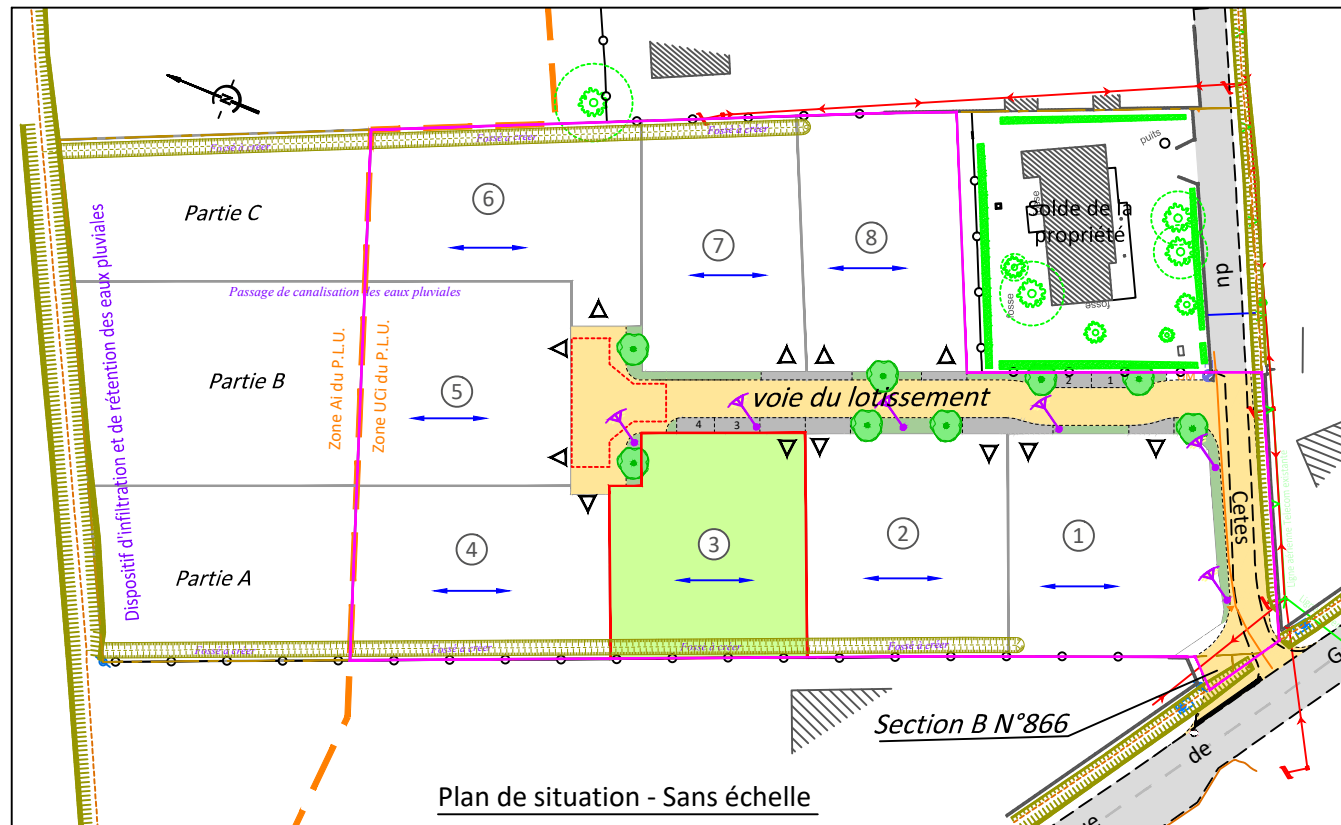 N
Fossé à créer
Fossé à créer
Fossé à créer
puits
Partie C
6
7
8
Solde de la
propriété
fosse
fosse
du
Passage de canalisation des eaux pluviales
Dispositif d'infiltration et de rétention des eaux pluviales
Zone Ai du P.L.U.
Zone UCi du P.L.U.
Partie B
5
2
1
voie du lotissement
4
3
Cetes
Partie A
4
3
2
1
Fossé à créer
Fossé à créer
Fossé à créer
Fossé à créer
Section B N°866
de
G
Plan de situation - Sans échelle